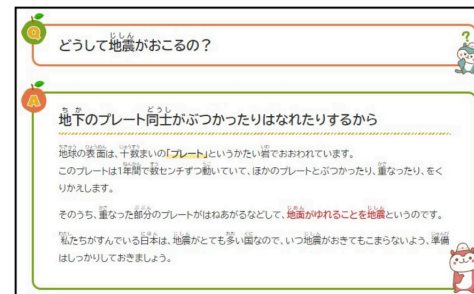 Q
どうして地震がおこるの？
A
地下のプレート同士がぶつかったりはなれたりするから
地球の表面は、十数まいの「プレート」というかたい岩でおおわれています。
このプレートは1年間で数センチずつ動いていて、ほかのプレートとぶつかったり、重なったり、をく
りかえします。
そのうち、重なった部分のプレートがはねあがるなどして、地面がゆれることを地震というのです。
私たちがすんでいる日本は、地震がとても多い国なので、いつ地震がおきてもこまらないよう、準備
はしっかりしておきましょう。